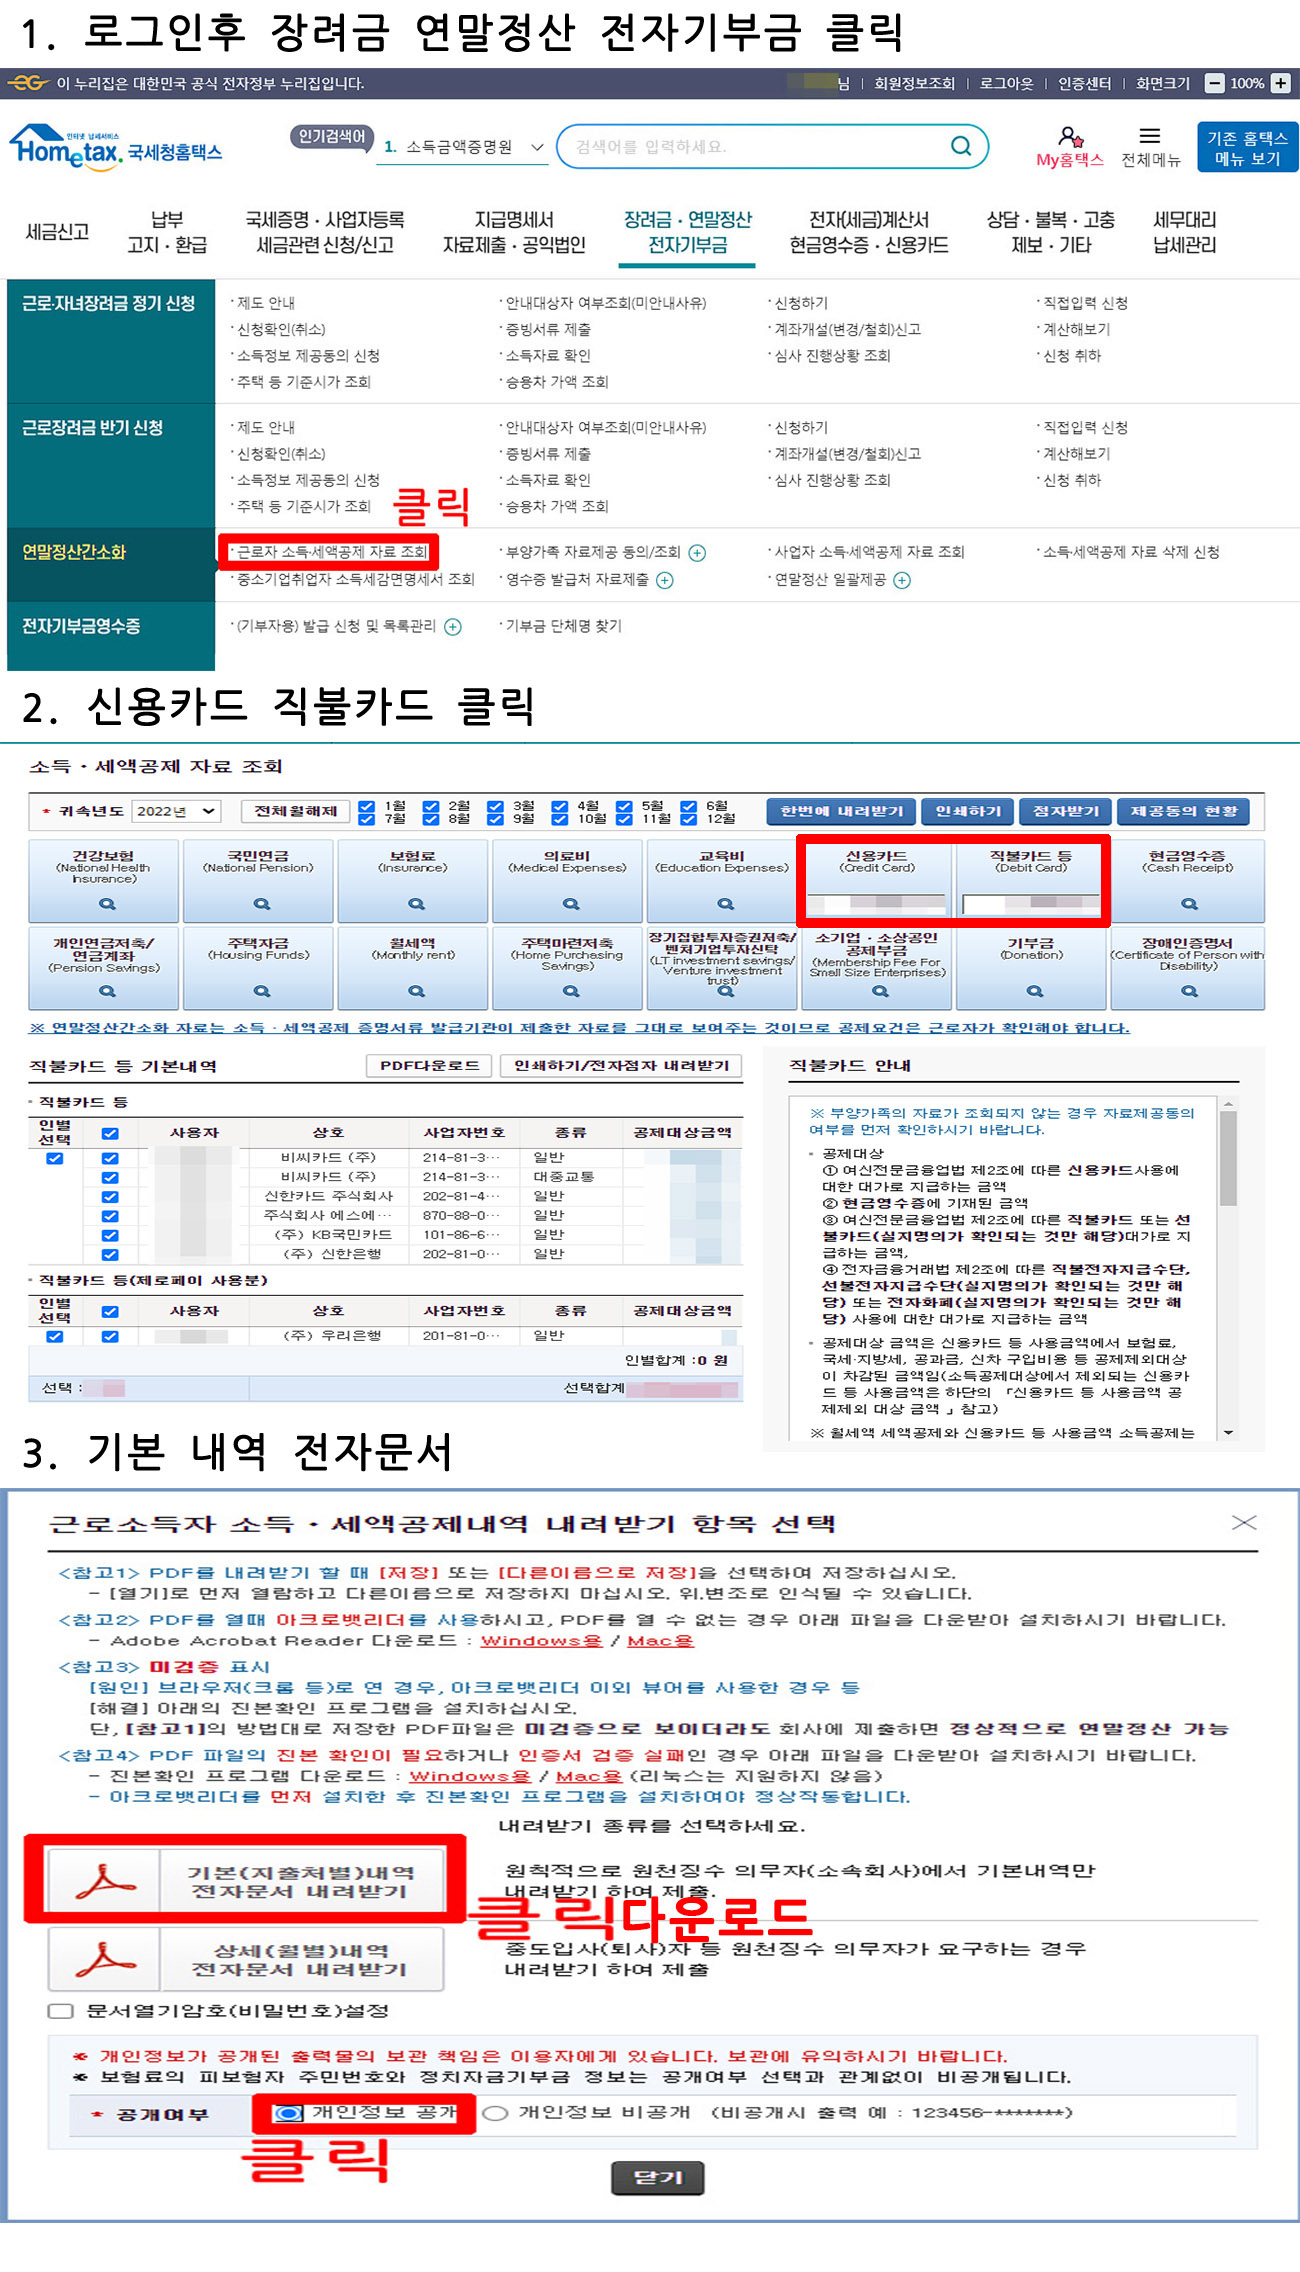 1. 로그인후 장려금 연말정산 전자기부금 클릭
이 누리집은 대한민국 공식 전자정부 누리집입니다.
님 | 회원정보조회 | 로그아웃 | 인증센터 | 화면크기 - 100% +
인터넷 납세서비스
Hometax. 국세청홈택스
인기검색어 1. 소득금액증명원
검색어를 입력하세요.
My홈택스 전체메뉴
기존 홈택스
메뉴 보기
세금신고
납부
고지·환급
국세증명·사업자등록
세금관련 신청/신고
지급명세서
자료제출·공익법인
장려금·연말정산
전자기부금
전자(세금)계산서
현금영수증·신용카드
상담·불복·고충
제보·기타
세무대리
납세관리
근로·자녀장려금 정기 신청
·제도 안내 ·안내대상자 여부조회(미안내사유) ·신청하기 ·직접입력 신청
·신청확인(취소) ·증빙서류 제출 ·계좌개설(변경/철회)신고 ·계산해보기
·소득정보 제공동의 신청 ·소득자료 확인 ·심사 진행상황 조회 ·신청 취하
·주택 등 기준시가 조회 ·승용차 가액 조회
근로장려금 반기 신청
·제도 안내 ·안내대상자 여부조회(미안내사유) ·신청하기 ·직접입력 신청
·신청확인(취소) ·증빙서류 제출 ·계좌개설(변경/철회)신고 ·계산해보기
·소득정보 제공동의 신청 ·소득자료 확인 ·심사 진행상황 조회 ·신청 취하
·주택 등 기준시가 조회 ·승용차 가액 조회
클릭
연말정산간소화
·근로자 소득·세액공제 자료 조회 ·부양가족 자료제공 동의/조회 ·사업자 소득·세액공제 자료 조회 ·소득·세액공제 자료 삭제 신청
·중소기업취업자 소득세감면명세서 조회 ·영수증 발급처 자료제출 ·연말정산 일괄제공
전자기부금영수증
·(기부자용) 발급 신청 및 목록관리 ·기부금 단체명 찾기
2. 신용카드 직불카드 클릭
소득·세액공제 자료 조회
* 귀속년도 2022년 전체월해제
1월 2월 3월 4월 5월 6월
7월 8월 9월 10월 11월 12월
한번에 내려받기 인쇄하기 점자받기 제공동의 현황
건강보험
(National Health
Insurance)
국민연금
(National Pension)
보험료
(Insurance)
의료비
(Medical Expenses)
교육비
(Education Expenses)
신용카드
(Credit Card)
직불카드 등
(Debit Card)
현금영수증
(Cash Receipt)
개인연금저축/
연금계좌
(Pension Savings)
주택자금
(Housing Funds)
월세액
(Monthly rent)
주택마련저축
(Home Purchasing
Savings)
장기집합투자증권저축/
벤처기업투자신탁
(LT investment savings/
Venture investment
trust)
소기업·소상공인
공제부금
(Membership Fee For
Small Size Enterprises)
기부금
(Donation)
장애인증명서
(Certificate of Person with
Disability)
※ 연말정산간소화 자료는 소득·세액공제 증명서류 발급기관이 제출한 자료를 그대로 보여주는 것이므로 공제요건은 근로자가 확인해야 합니다.
직불카드 등 기본내역 PDF다운로드 인쇄하기/전자점자 내려받기
· 직불카드 등
인별
선택 사용자 상호 사업자번호 종류 공제대상금액
비씨카드 (주) 214-81-3··· 일반
비씨카드 (주) 214-81-3··· 대중교통
신한카드 주식회사 202-81-4··· 일반
주식회사 에스에··· 870-88-0··· 일반
(주) KB국민카드 101-86-6··· 일반
(주) 신한은행 202-81-0··· 일반
· 직불카드 등(제로페이 사용분)
인별
선택 사용자 상호 사업자번호 종류 공제대상금액
(주) 우리은행 201-81-0··· 일반
인별합계 :0 원
선택 : 선택합계
직불카드 안내
※ 부양가족의 자료가 조회되지 않는 경우 자료제공동의
여부를 먼저 확인하시기 바랍니다.
• 공제대상
① 여신전문금융업법 제2조에 따른 신용카드사용에
대한 대가로 지급하는 금액
② 현금영수증에 기재된 금액
③ 여신전문금융업법 제2조에 따른 직불카드 또는 선
불카드(실지명의가 확인되는 것만 해당)대가로 지
급하는 금액,
④ 전자금융거래법 제2조에 따른 직불전자지급수단,
선불전자지급수단(실지명의가 확인되는 것만 해
당) 또는 전자화폐(실지명의가 확인되는 것만 해
당) 사용에 대한 대가로 지급하는 금액
• 공제대상 금액은 신용카드 등 사용금액에서 보험료,
국세·지방세, 공과금, 신차 구입비용 등 공제제외대상
이 차감된 금액임(소득공제대상에서 제외되는 신용카
드 등 사용금액은 하단의 「신용카드 등 사용금액 공
제제외 대상 금액 」참고)
※ 월세액 세액공제와 신용카드 등 사용금액 소득공제는
3. 기본 내역 전자문서
근로소득자 소득·세액공제내역 내려받기 항목 선택
<참고1> PDF를 내려받기 할 때 [저장] 또는 [다른이름으로 저장]을 선택하여 저장하십시오.
- [열기]로 먼저 열람하고 다른이름으로 저장하지 마십시오. 위.변조로 인식될 수 있습니다.
<참고2> PDF를 열때 아크로뱃리더를 사용하시고, PDF를 열 수 없는 경우 아래 파일을 다운받아 설치하시기 바랍니다.
- Adobe Acrobat Reader 다운로드 : Windows용 / Mac용
<참고3> 미검증 표시
[원인] 브라우저(크롬 등)로 연 경우, 아크로뱃리더 이외 뷰어를 사용한 경우 등
[해결] 아래의 진본확인 프로그램을 설치하십시오.
단, [참고1]의 방법대로 저장한 PDF파일은 미검증으로 보이더라도 회사에 제출하면 정상적으로 연말정산 가능
<참고4> PDF 파일의 진본 확인이 필요하거나 인증서 검증 실패인 경우 아래 파일을 다운받아 설치하시기 바랍니다.
- 진본확인 프로그램 다운로드 : Windows용 / Mac용 (리눅스는 지원하지 않음)
- 아크로뱃리더를 먼저 설치한 후 진본확인 프로그램을 설치하여야 정상작동합니다.
내려받기 종류를 선택하세요.
기본(지출처별)내역
전자문서 내려받기
원칙적으로 원천징수 의무자(소속회사)에서 기본내역만
내려받기 하여 제출.
클릭다운로드
상세(월별)내역
전자문서 내려받기
중도입사(퇴사)자 등 원천징수 의무자가 요구하는 경우
내려받기 하여 제출
문서열기암호(비밀번호)설정
* 개인정보가 공개된 출력물의 보관 책임은 이용자에게 있습니다. 보관에 유의하시기 바랍니다.
* 보험료의 피보험자 주민번호와 정치자금기부금 정보는 공개여부 선택과 관계없이 비공개됩니다.
* 공개여부 개인정보 공개 개인정보 비공개 (비공개시 출력 예 : 123456-*******)
클릭
닫기